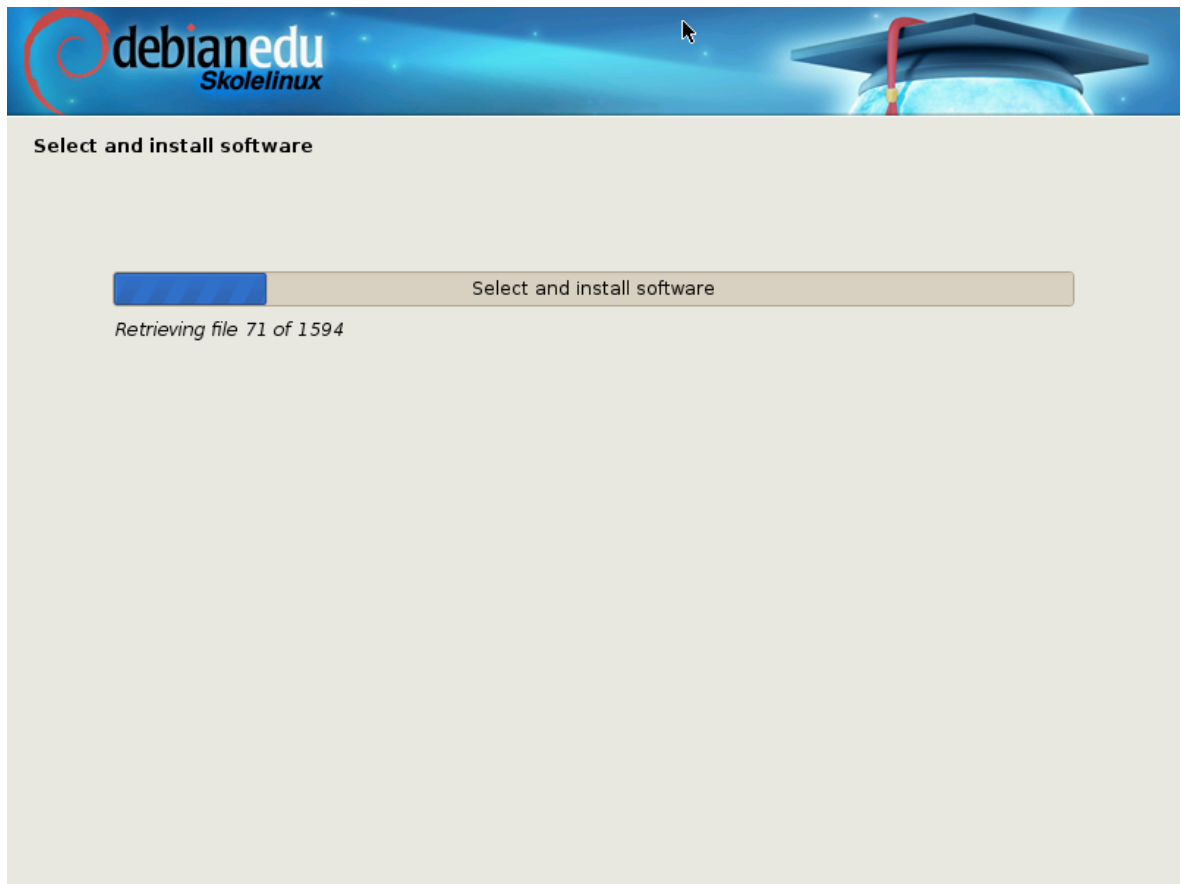 debianedu
Skolelinux
Select and install software
Select and install software
Retrieving file 71 of 1594